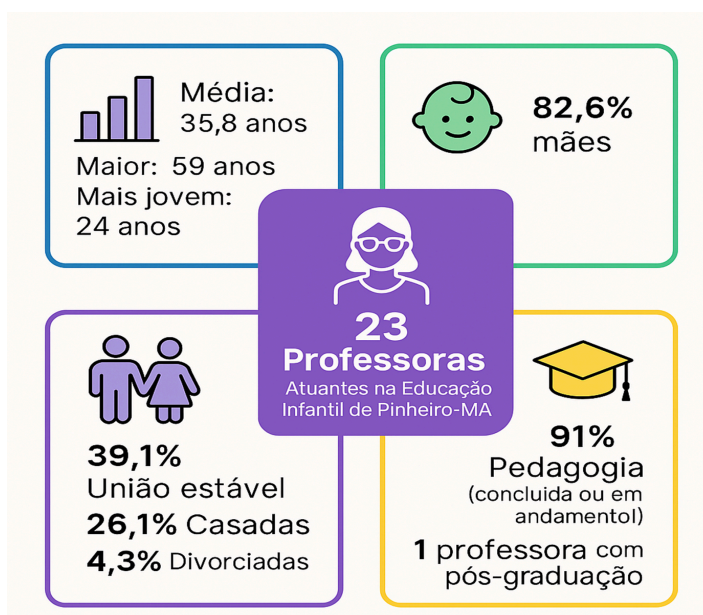 Média:
35,8 anos
Maior: 59 anos
Mais jovem:
24 anos
82,6%
mães
23
Professoras
Atuantes na Educação
Infantil de Pinheiro-MA
39,1%
União estável
26,1% Casadas
4,3% Divorciadas
91%
Pedagogia
(concluida ou em
andamentol)
1 professora com
pós-graduação